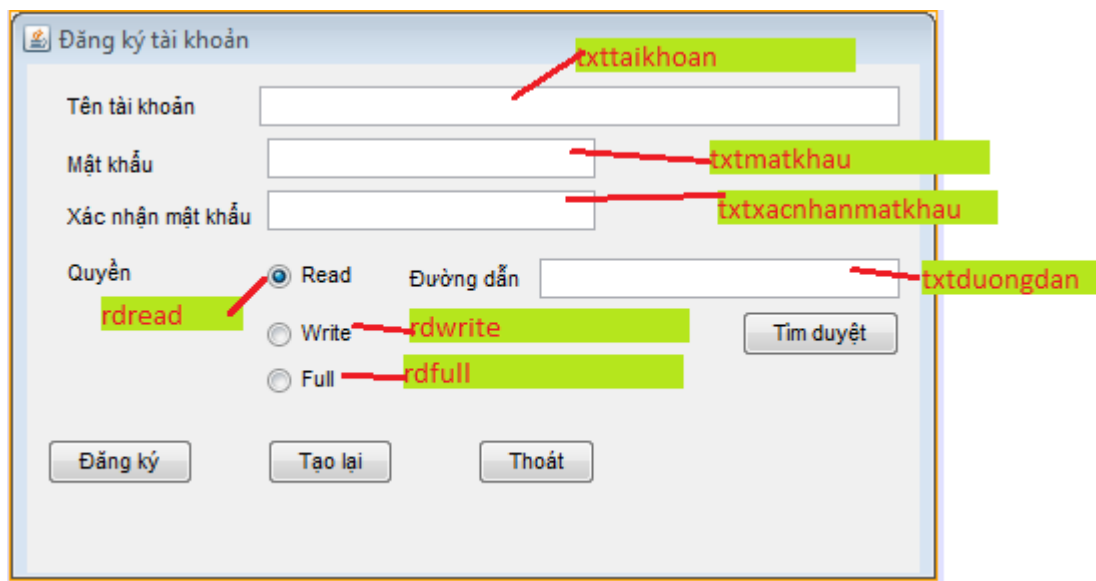 Đăng ký tài khoản
txttaikhoan
Tên tài khoản
Mật khẩu
txtmatkhau
Xác nhận mật khẩu
txtxacnhanmatkhau
Quyền
Read
Đường dẫn
txtduongdan
rdread
Write
rdwrite
Tìm duyệt
Full
rdfull
Đăng ký
Tạo lại
Thoát